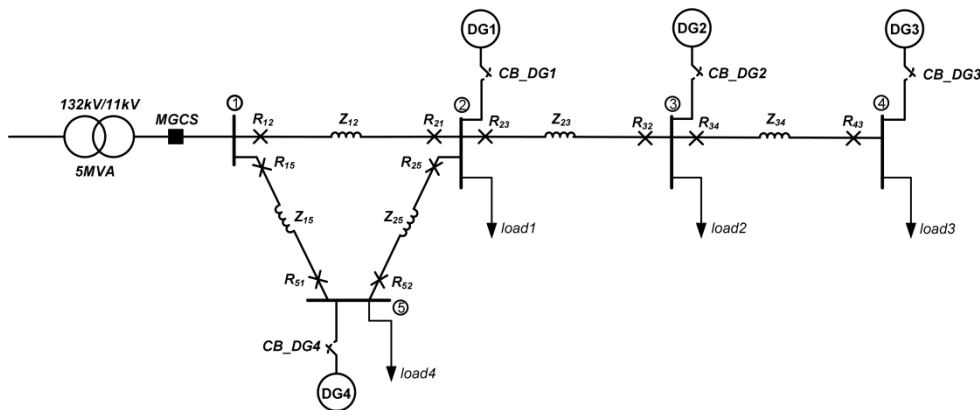 DG1
DG2
DG3
CB_DG1
CB_DG2
CB_DG3
132kV/11kV
MGCS
1
2
3
4
R12
Z12
R21
R23
Z23
R32
R34
Z34
R43
5MVA
R15
R25
Z15
Z25
load1
load2
load3
R51
R52
5
CB_DG4
load4
DG4